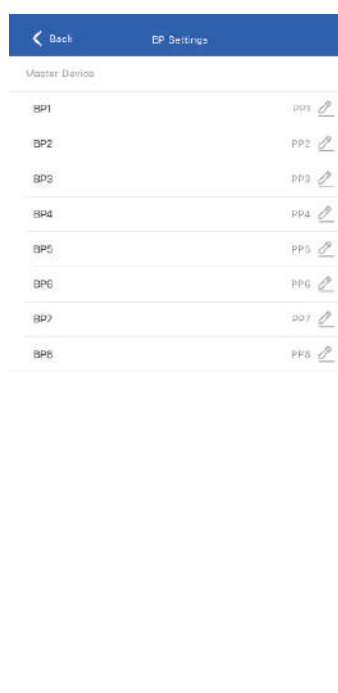 Back
BP Settings
Master Device
BP1 PP1
BP2 PP2
BP3 PP3
BP4 PP4
BP5 PP5
BP6 PP6
BP7 PP7
BP8 PP8